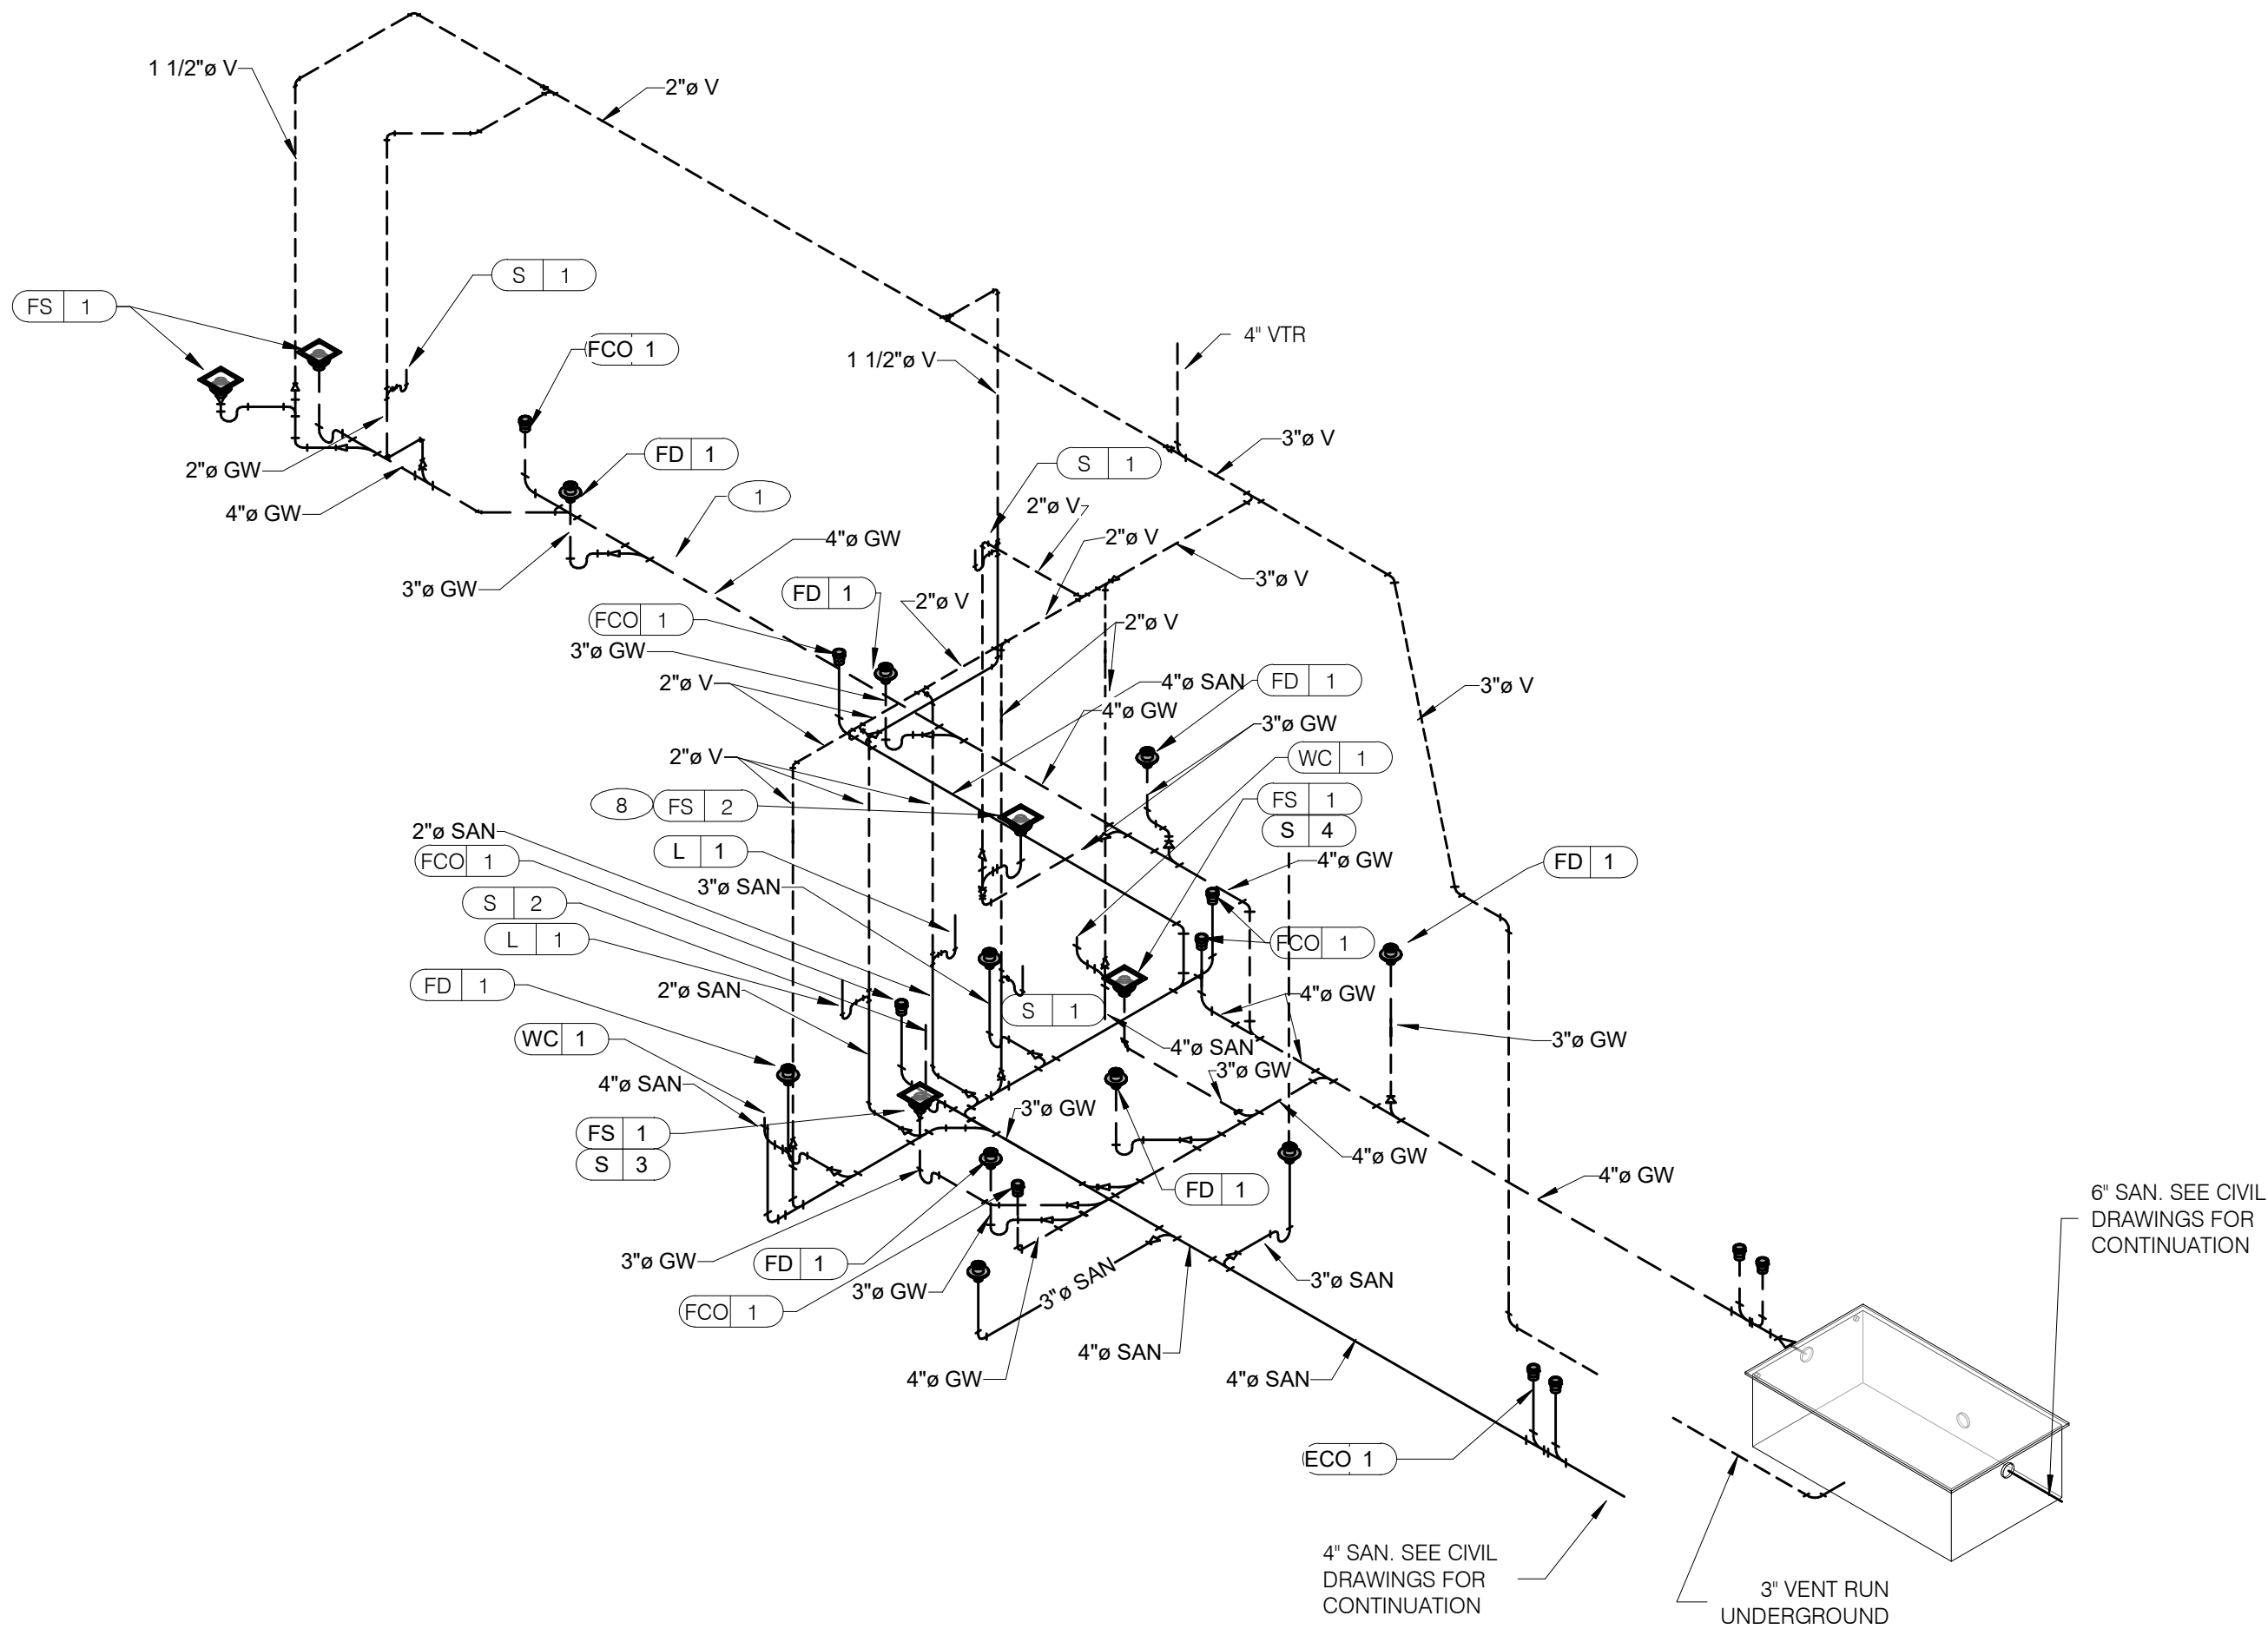 1 1/2"ø V
2"ø V
S 1
FS 1
4" VTR
FCO 1
1 1/2"ø V
3"ø V
FD 1
S 1
2"ø GW
1
2"ø V
4"ø GW
4"ø GW
2"ø V
3"ø V
3"ø GW
FD 1
2"ø V
FCO 1
2"ø V
3"ø GW
2"ø V
4"ø SAN
FD 1
3"ø V
4"ø GW
3"ø GW
2"ø V
WC 1
8
FS 2
FS 1
S 4
2"ø SAN
L 1
4"ø GW
FD 1
FCO 1
3"ø SAN
S 2
L 1
FCO 1
FD 1
2"ø SAN
4"ø GW
S 1
WC 1
4"ø SAN
3"ø GW
4"ø SAN
3"ø GW
3"ø GW
FS 1
S 3
4"ø GW
4"ø GW
FD 1
6" SAN. SEE CIVIL
DRAWINGS FOR
CONTINUATION
3"ø GW
FD 1
3"ø GW
3"ø SAN
3"ø SAN
FCO 1
4"ø SAN
4"ø GW
4"ø SAN
ECO 1
4" SAN. SEE CIVIL
DRAWINGS FOR
CONTINUATION
3" VENT RUN
UNDERGROUND